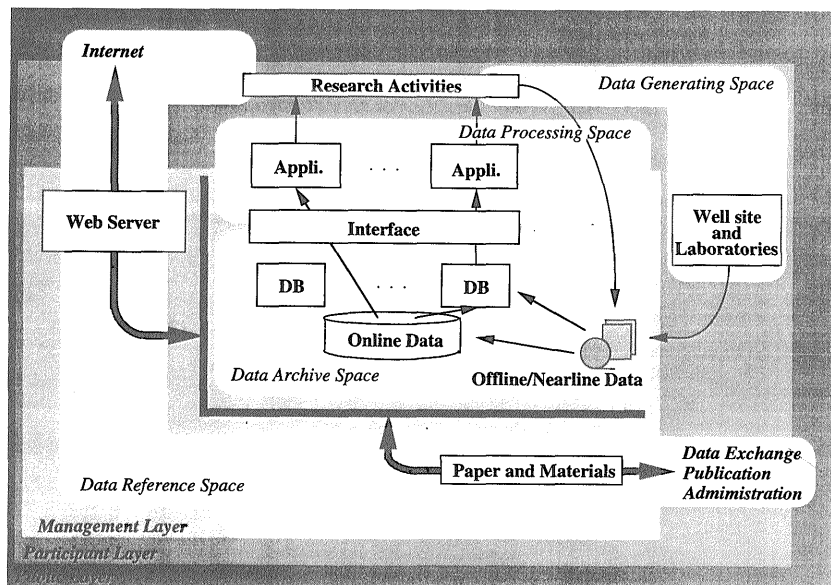 Internet
Research Activities
Data Generating Space
Data Processing Space
Appli.
. . .
Appli.
Web Server
Interface
Well site
and
Laboratories
DB
. . .
DB
Online Data
Data Archive Space
Offline/Nearline Data
Paper and Materials
Data Exchange
Publication
Admimistration
Data Reference Space
Management Layer
Participant Layer
Public Layer